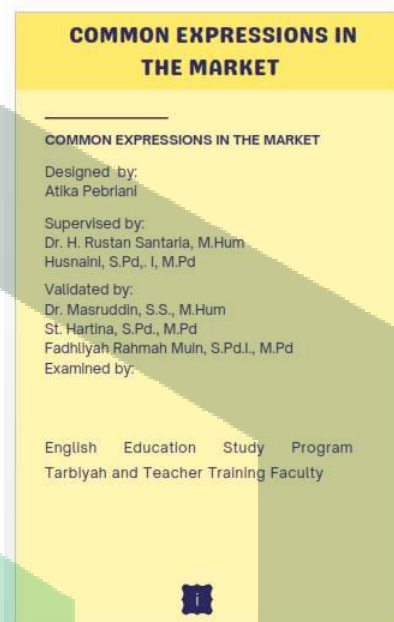 COMMON EXPRESSIONS IN
THE MARKET
COMMON EXPRESSIONS IN THE MARKET
Designed by:
Atika Pebriani
Supervised by:
Dr. H. Rustan Santaria, M.Hum
Husnaini, S.Pd,. I, M.Pd
Validated by:
Dr. Masruddin, S.S., M.Hum
St. Hartina, S.Pd., M.Pd
Fadhliyah Rahmah Muin, S.Pd.I., M.Pd
Examined by:
English Education Study Program
Tarbiyah and Teacher Training Faculty
i